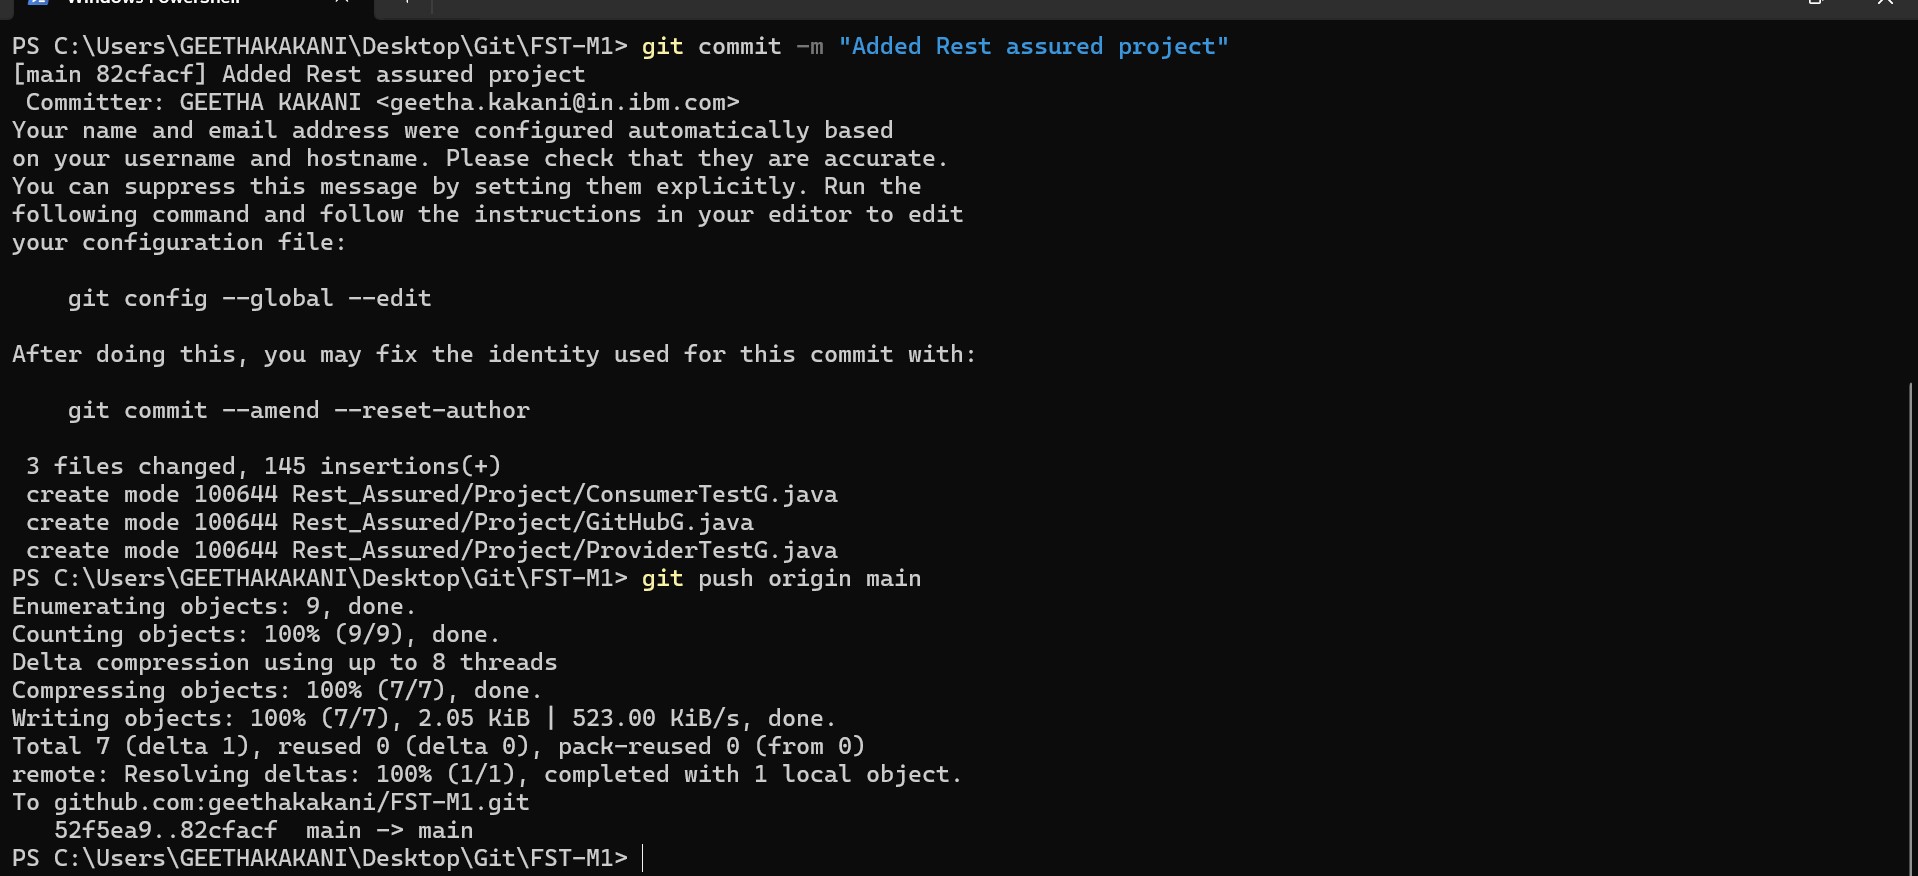 Windows PowerShell
PS C:\Users\GEETHAKAKANI\Desktop\Git\FST-M1> git commit -m "Added Rest assured project"
[main 82cfacf] Added Rest assured project
 Committer: GEETHA KAKANI <geetha.kakani@in.ibm.com>
Your name and email address were configured automatically based
on your username and hostname. Please check that they are accurate.
You can suppress this message by setting them explicitly. Run the
following command and follow the instructions in your editor to edit
your configuration file:

    git config --global --edit

After doing this, you may fix the identity used for this commit with:

    git commit --amend --reset-author

 3 files changed, 145 insertions(+)
 create mode 100644 Rest_Assured/Project/ConsumerTestG.java
 create mode 100644 Rest_Assured/Project/GitHubG.java
 create mode 100644 Rest_Assured/Project/ProviderTestG.java
PS C:\Users\GEETHAKAKANI\Desktop\Git\FST-M1> git push origin main
Enumerating objects: 9, done.
Counting objects: 100% (9/9), done.
Delta compression using up to 8 threads
Compressing objects: 100% (7/7), done.
Writing objects: 100% (7/7), 2.05 KiB | 523.00 KiB/s, done.
Total 7 (delta 1), reused 0 (delta 0), pack-reused 0 (from 0)
remote: Resolving deltas: 100% (1/1), completed with 1 local object.
To github.com:geethakakani/FST-M1.git
   52f5ea9..82cfacf  main -> main
PS C:\Users\GEETHAKAKANI\Desktop\Git\FST-M1>